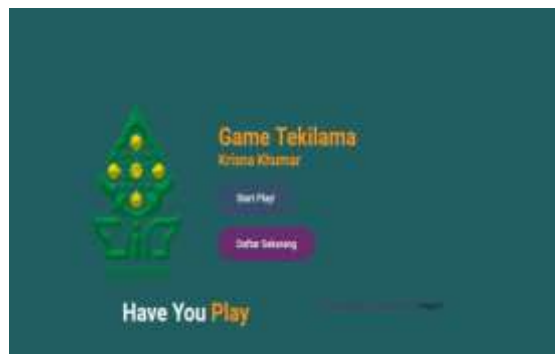 Game Tekilama
Krisna Khumar
Start Play!
Daftar Sekarang
Have You Play